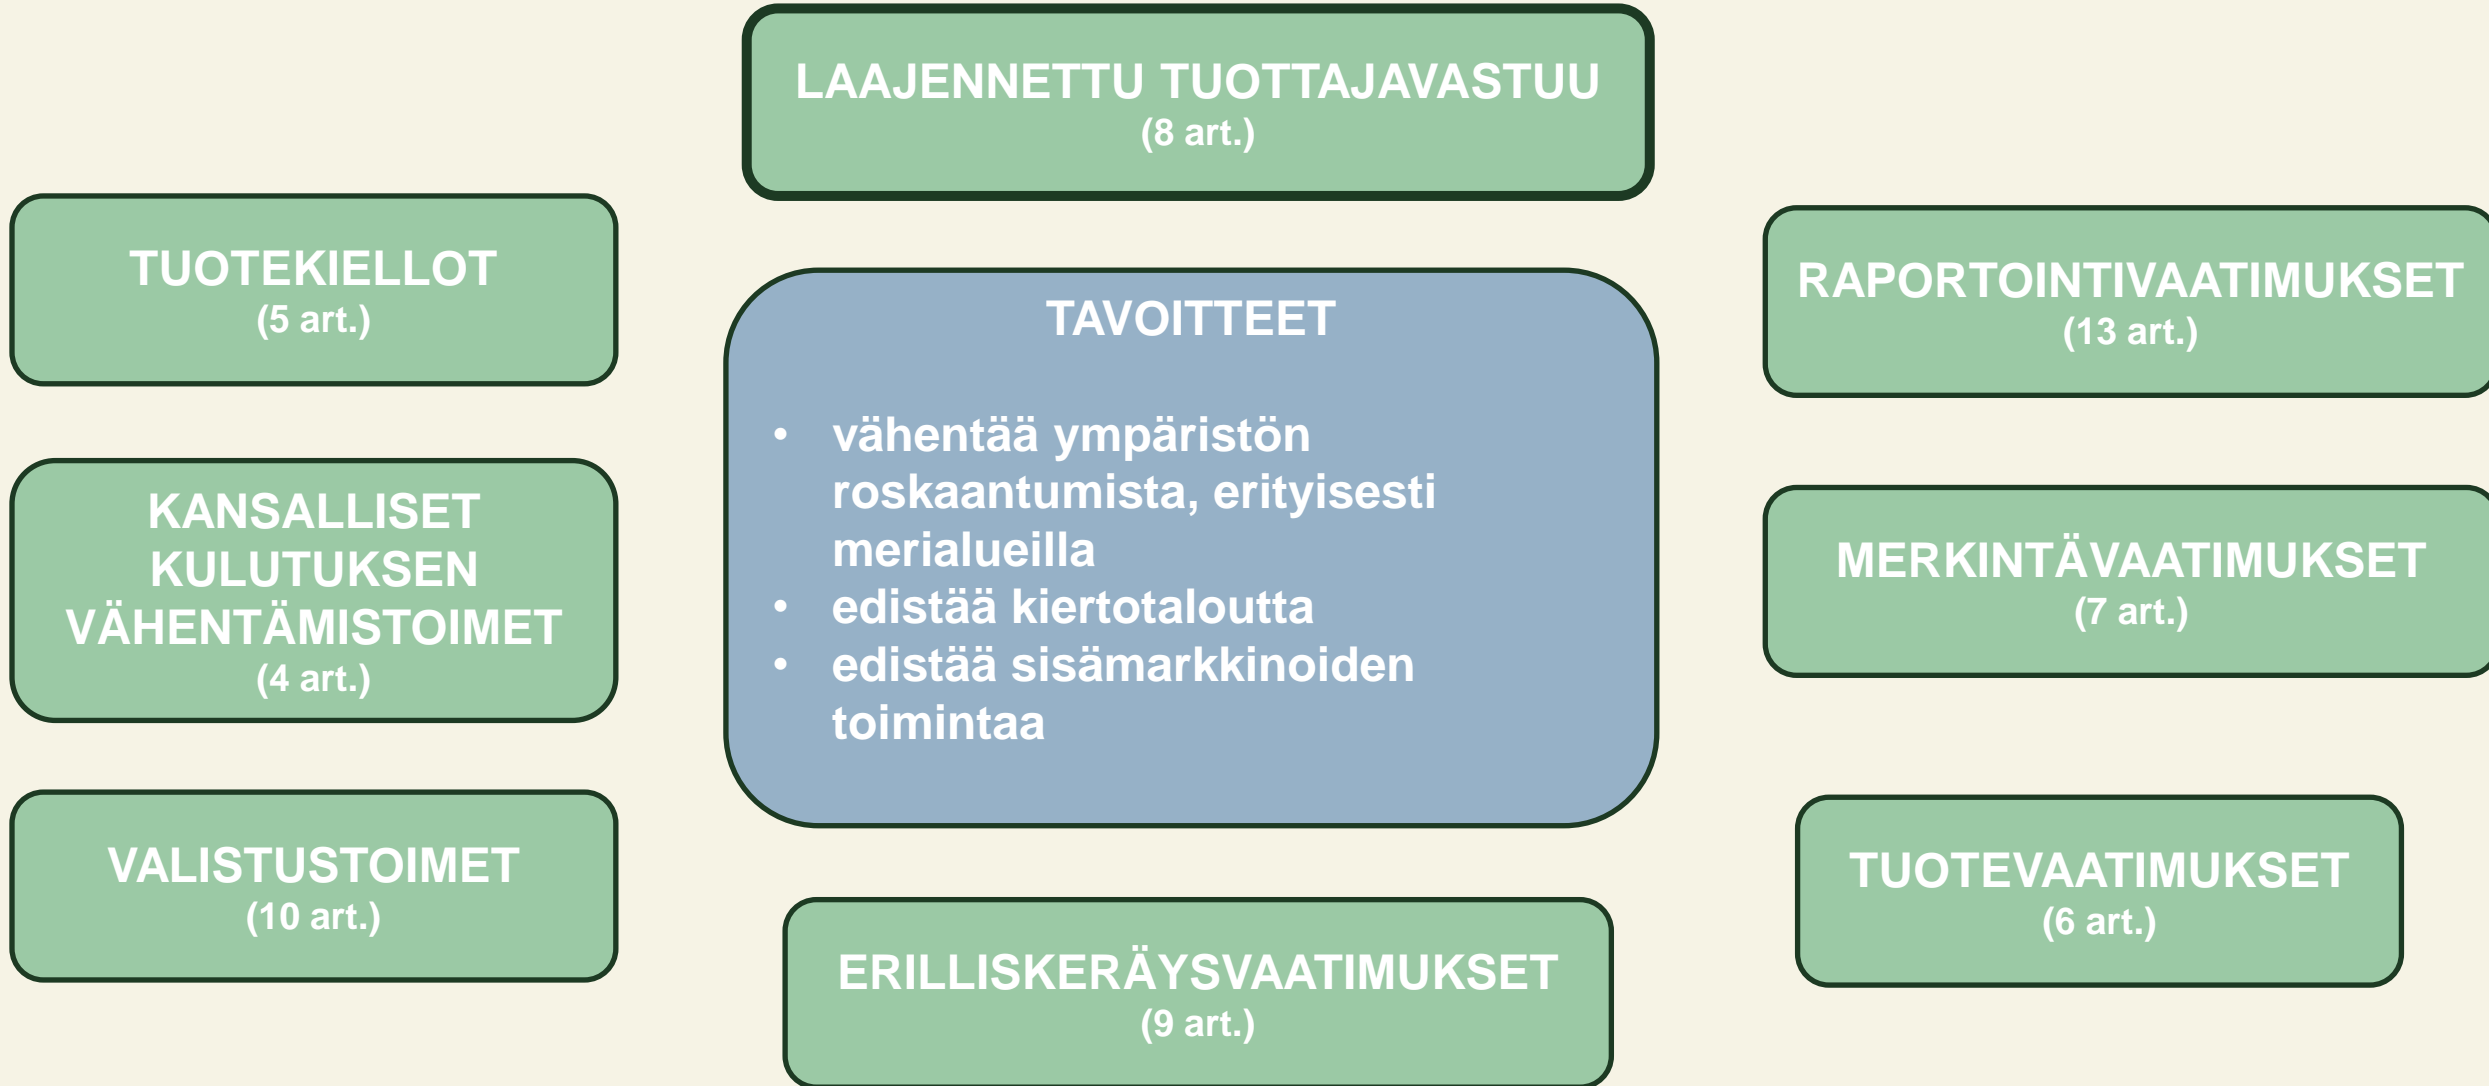 LAAJENNETTU TUOTTAJAVASTUU
(8 art.)
TUOTEKIELLOT
(5 art.)
KANSALLISET
KULUTUKSEN
VÄHENTÄMISTOIMET
(4 art.)
VALISTUSTOIMET
(10 art.)
TAVOITTEET
• vähentää ympäristön
roskaantumista, erityisesti
merialueilla
• edistää kiertotaloutta
• edistää sisämarkkinoiden
toimintaa
ERILLISKERÄYSVAATIMUKSET
(9 art.)
RAPORTOINTIVAATIMUKSET
(13 art.)
MERKINTÄVAATIMUKSET
(7 art.)
TUOTEVAATIMUKSET
(6 art.)